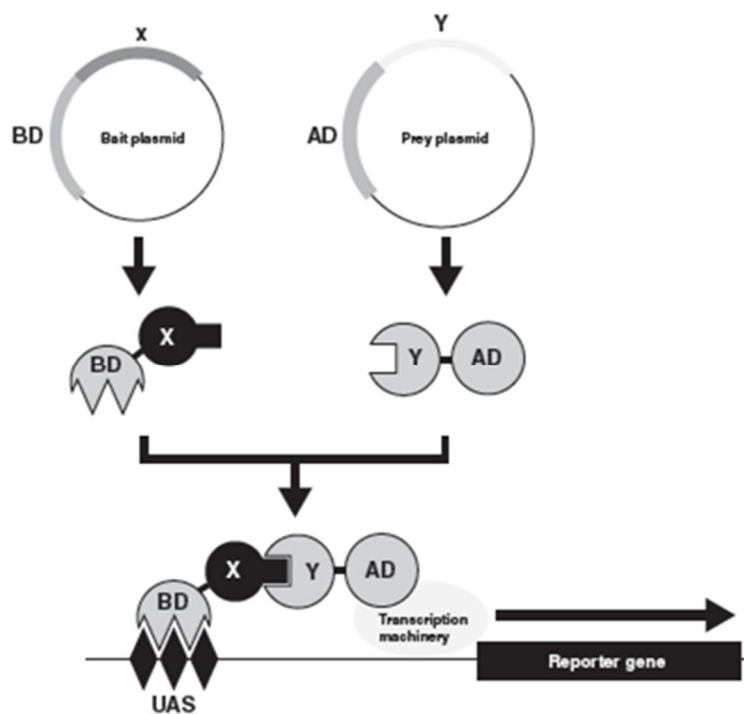 X
Y
BD
Bait plasmid
AD
Prey plasmid
X
BD
Y
AD
X
Y
AD
BD
Transcription
machinery
Reporter gene
UAS